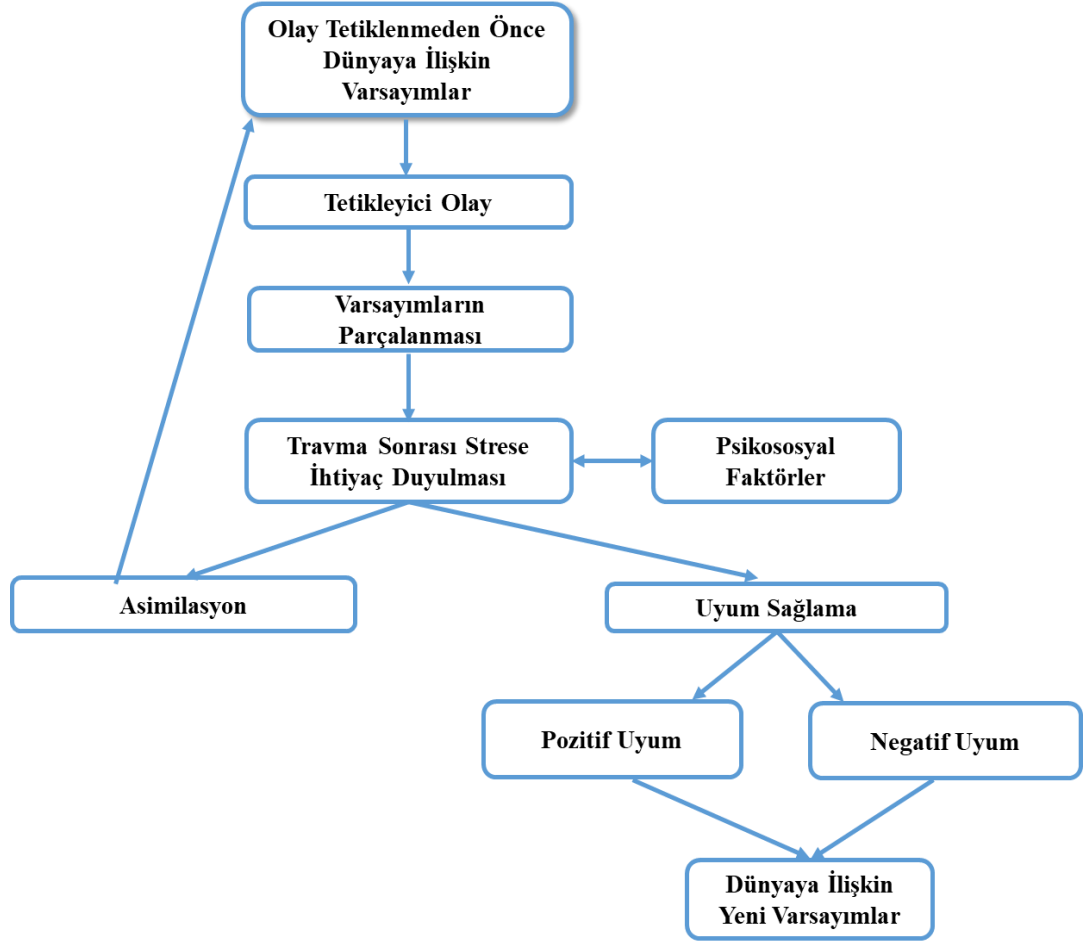 Olay Tetiklenmeden Önce
Dünyaya İlişkin
Varsayımlar
Tetikleyici Olay
Varsayımların
Parçalanması
Travma Sonrası Strese
İhtiyaç Duyulması
Psikososyal
Faktörler
Asimilasyon
Uyum Sağlama
Pozitif Uyum
Negatif Uyum
Dünyaya İlişkin
Yeni Varsayımlar